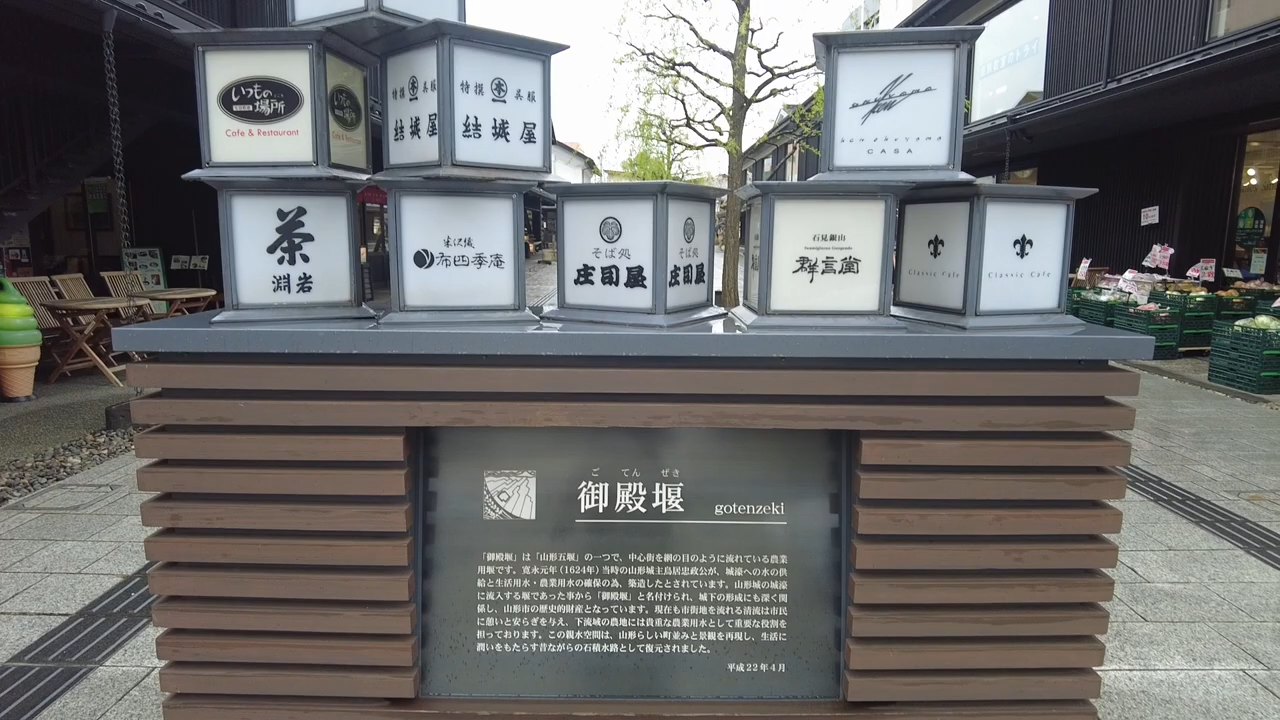 いつもの
場所
Cafe & Restaurant
特撰 呉服
結城屋
特撰 呉服
結城屋
CASA
茶
淵岩
米沢織
布四季庵
そば処
庄司屋
そば処
庄司屋
石見銀山
群言堂
Classic Cafe
Classic Cafe
ご てん ぜき
御殿堰 gotenzeki
「御殿堰」は「山形五堰」の一つで、中心街を網の目のように流れている農業
用堰です。寛永元年（1624年）当時の山形城主鳥居忠政公が、城濠への水の供
給と生活用水・農業用水の確保の為、築造したとされています。山形城の城濠
に流入する堰であった事から「御殿堰」と名付けられ、城下の形成にも深く関
係し、山形市の歴史的財産となっています。現在も市街地を流れる清流は市民
に憩いと安らぎを与え、下流域の農地には貴重な農業用水として重要な役割を
担っております。この親水空間は、山形らしい町並みと景観を再現し、生活に
潤いをもたらす昔ながらの石積水路として復元されました。
平成22年4月